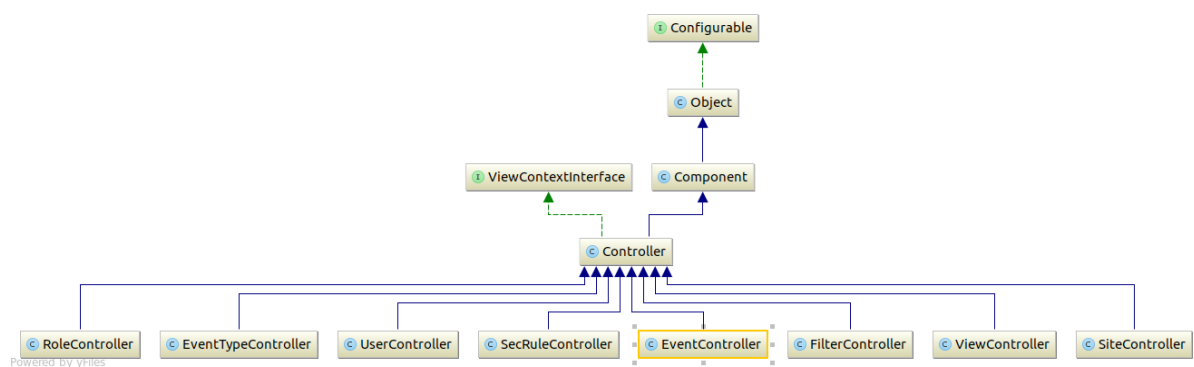 I Configurable
C Object
I ViewContextInterface
C Component
C Controller
C RoleController
C EventTypeController
C UserController
C SecRuleController
C EventController
C FilterController
C ViewController
C SiteController
Powered by yFiles